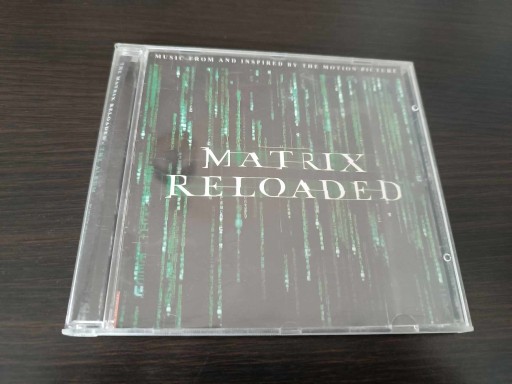 MUSIC FROM AND INSPIRED BY THE MOTION PICTURE
MATRIX
RELOADED